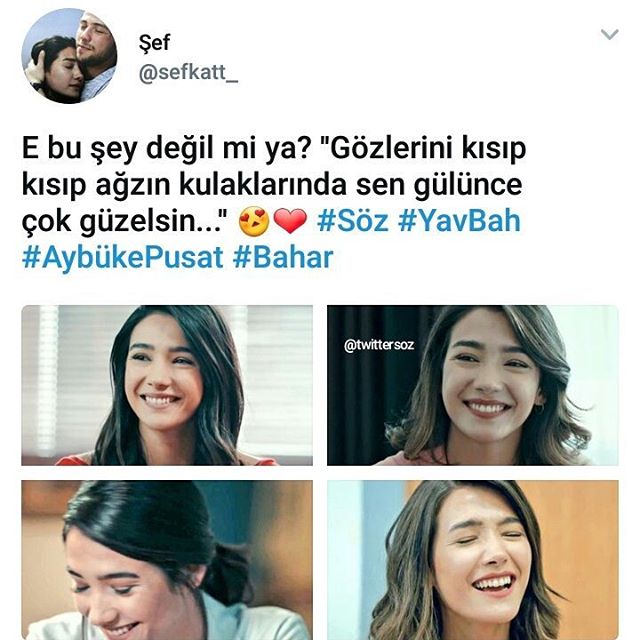 Şef
@sefkatt_
E bu şey değil mi ya? "Gözlerini kısıp
kısıp ağzın kulaklarında sen gülünce
çok güzelsin..." 😍❤ #Söz #YavBah
#AybükePusat #Bahar
@twittersoz